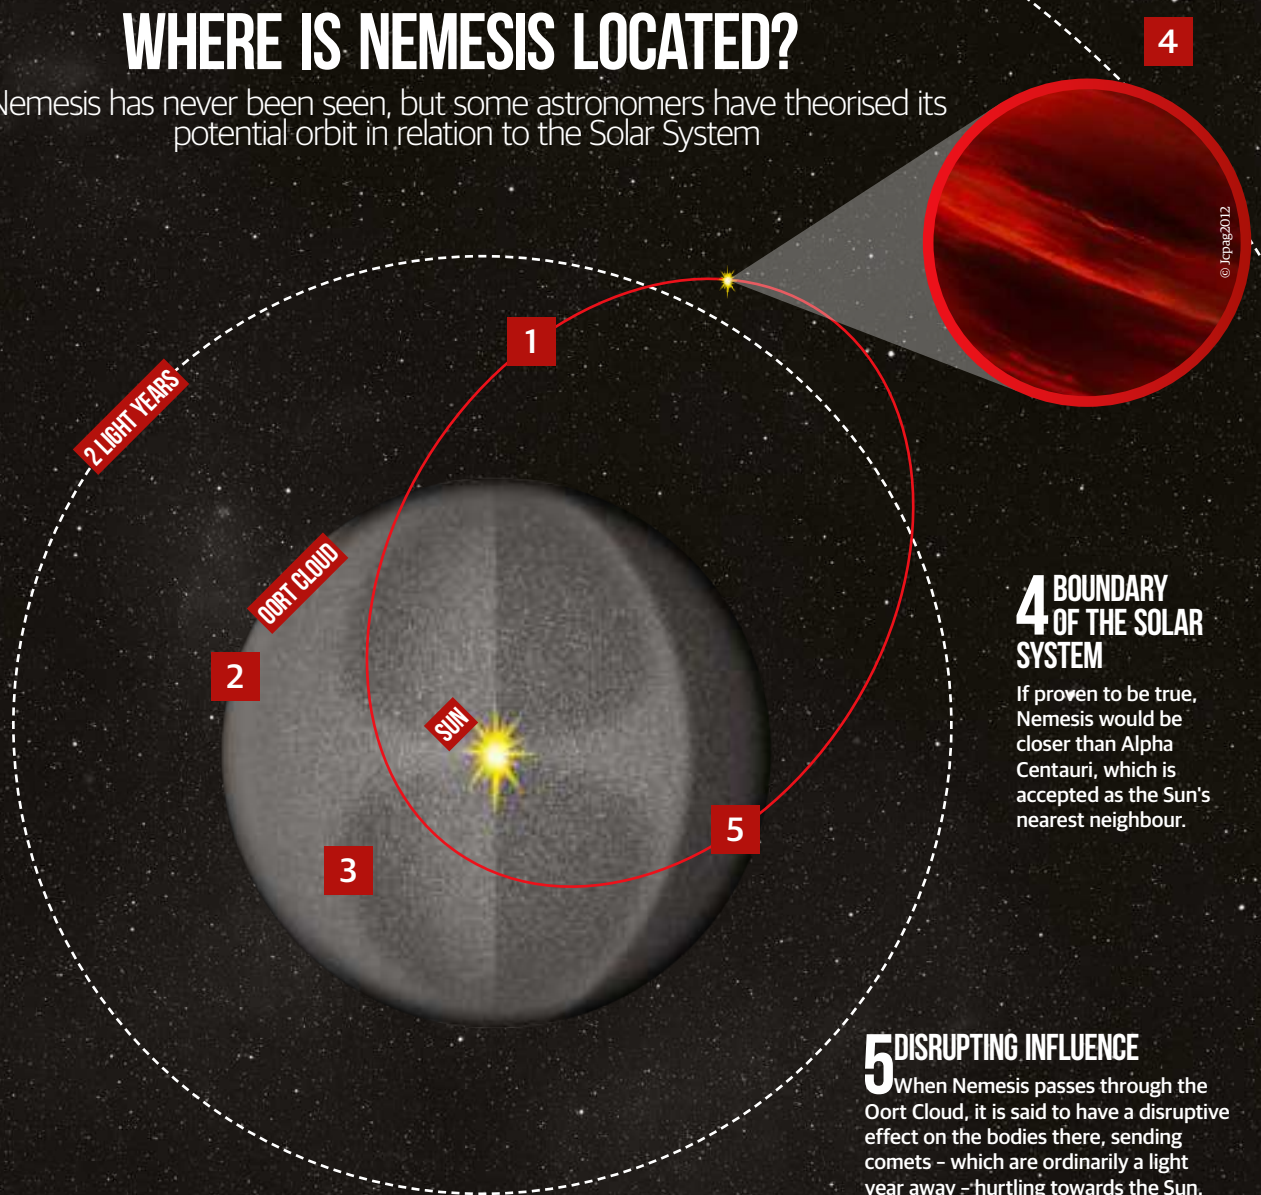 WHERE IS NEMESIS LOCATED?
Nemesis has never been seen, but some astronomers have theorised its
potential orbit in relation to the Solar System
4
© Jcpag2012
1
2 LIGHT YEARS
OORT CLOUD
2
SUN
3
5
4 BOUNDARY
OF THE SOLAR
SYSTEM
If proven to be true,
Nemesis would be
closer than Alpha
Centauri, which is
accepted as the Sun's
nearest neighbour.
5 DISRUPTING INFLUENCE
When Nemesis passes through the
Oort Cloud, it is said to have a disruptive
effect on the bodies there, sending
comets – which are ordinarily a light
year away – hurtling towards the Sun.